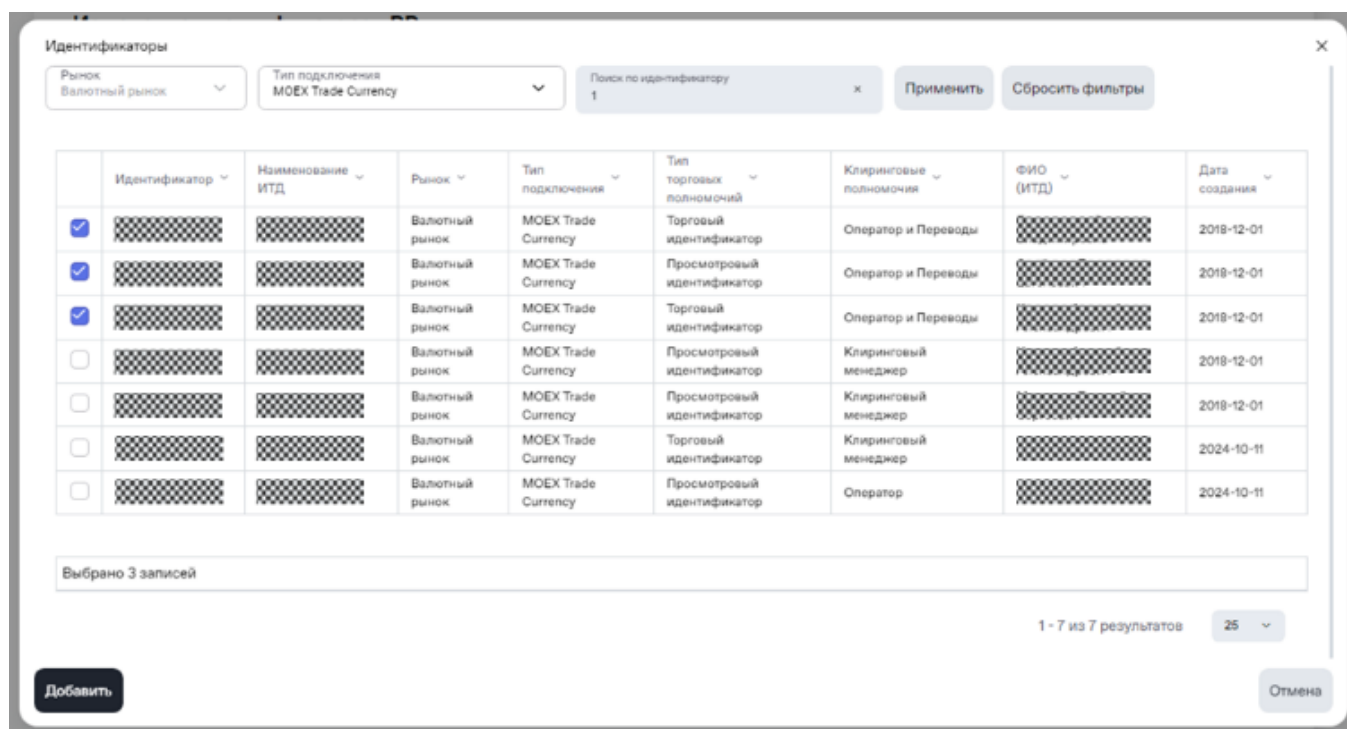 Идентификаторы
Рынок
Валютный рынок
Тип подключения
MOEX Trade Currency
Поиск по идентификатору
1
Применить
Сбросить фильтры
Идентификатор
Наименование
ИТД
Рынок
Тип
подключения
Тип
торговых
полномочий
Клиринговые
полномочия
ФИО
(ИТД)
Дата
создания
Валютный
рынок
MOEX Trade
Currency
Торговый
идентификатор
Оператор и Переводы
2018-12-01
Валютный
рынок
MOEX Trade
Currency
Просмотровый
идентификатор
Оператор и Переводы
2018-12-01
Валютный
рынок
MOEX Trade
Currency
Торговый
идентификатор
Оператор и Переводы
2018-12-01
Валютный
рынок
MOEX Trade
Currency
Просмотровый
идентификатор
Клиринговый
менеджер
2018-12-01
Валютный
рынок
MOEX Trade
Currency
Просмотровый
идентификатор
Клиринговый
менеджер
2018-12-01
Валютный
рынок
MOEX Trade
Currency
Торговый
идентификатор
Клиринговый
менеджер
2024-10-11
Валютный
рынок
MOEX Trade
Currency
Просмотровый
идентификатор
Оператор
2024-10-11
Выбрано 3 записей
1 - 7 из 7 результатов
25
Добавить
Отмена